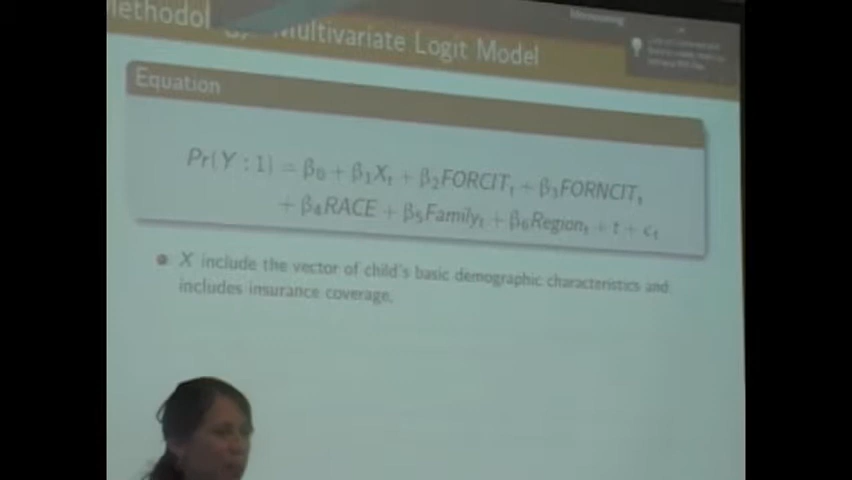 Multivariate Logit Model
Equation
Pr(Y : 1) = β₀ + β₁Xₜ + β₂FORCITₜ + β₃FORNCITₜ
+ β₄RACE + β₅Familyₜ + β₆Regionₜ + t + ϵₜ
X include the vector of child's basic demographic characteristics and
includes insurance coverage.